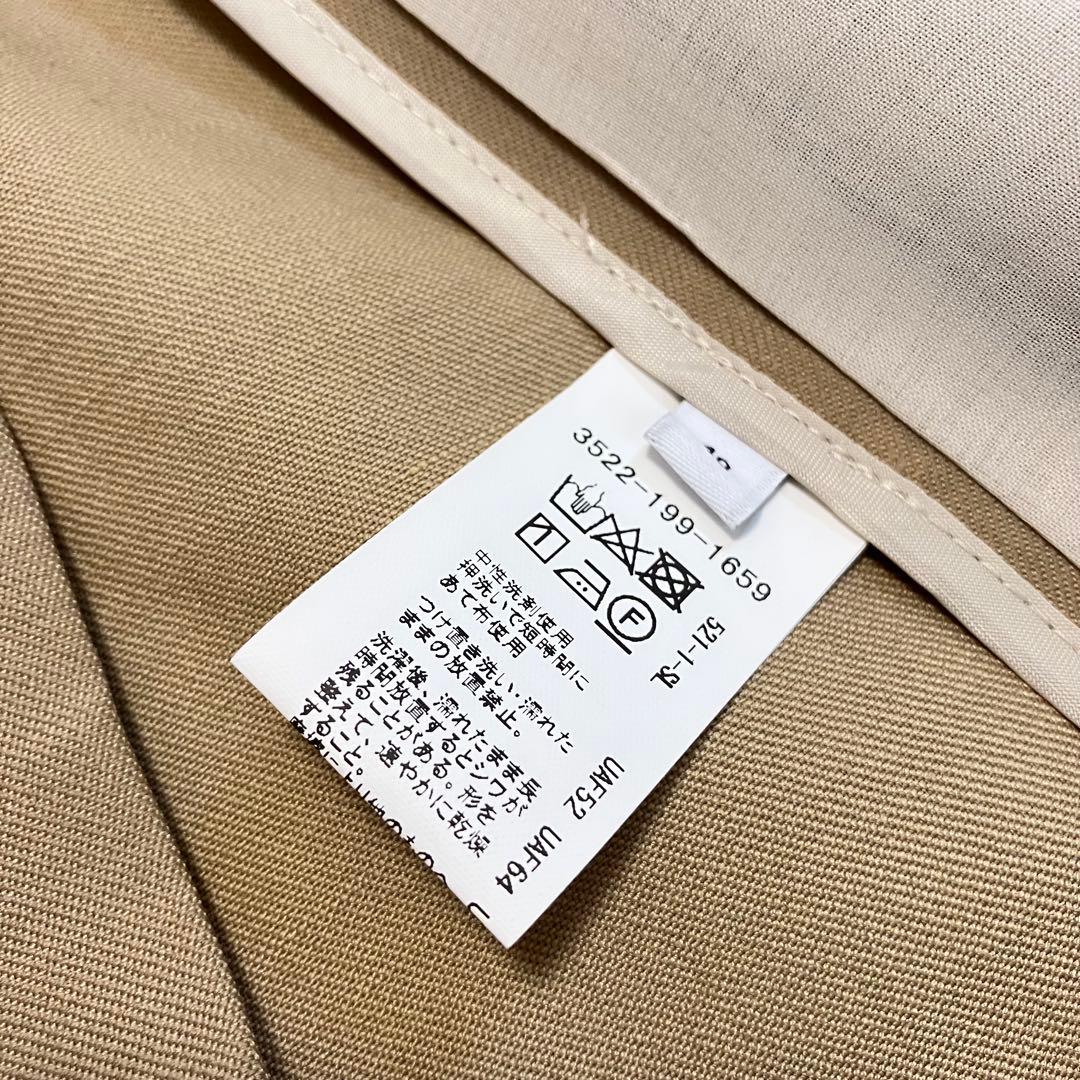 3522-199-1659
F
中性洗剤使用
押洗いで短時間に
あて布使用
つけ置き洗い・濡れた
ままの放置禁止。
洗濯後、濡れたまま長
時間放置するとシワが
残ることがある。形を
整えて、速やかに乾燥
すること。
52-1-ﾀｲ
UAF52
UAF64